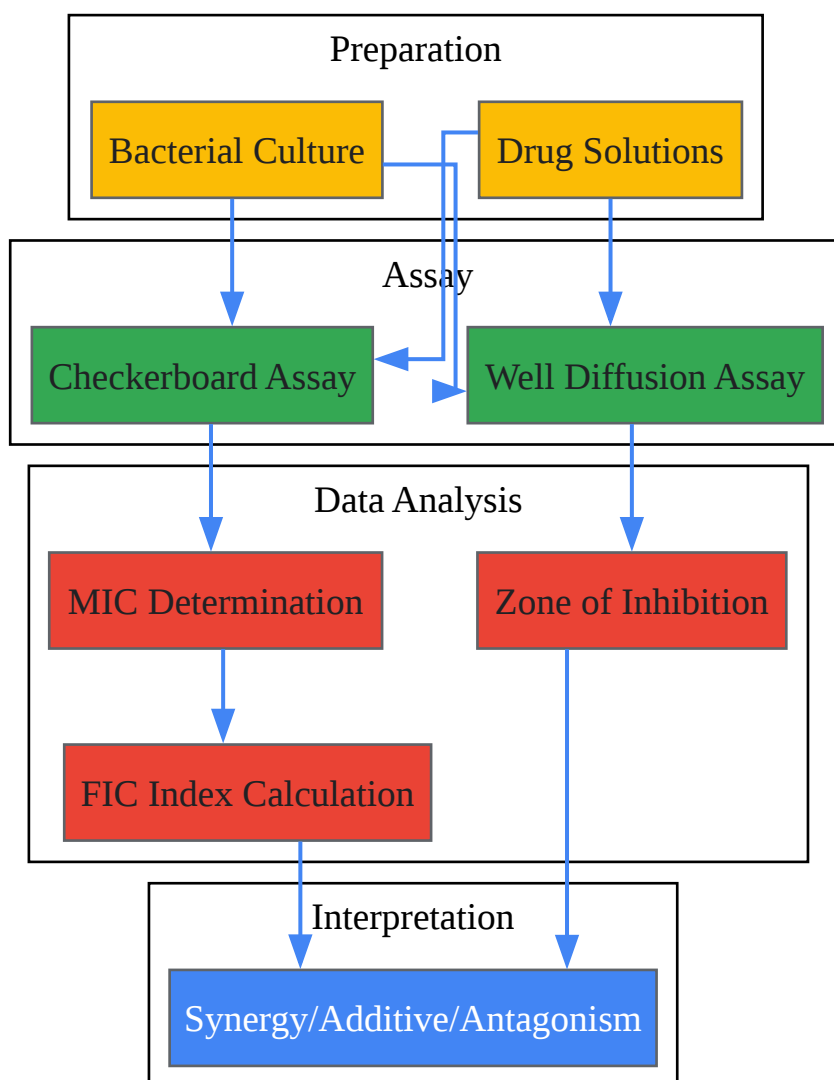 Preparation
Bacterial Culture
Drug Solutions
Assay
Checkerboard Assay
Well Diffusion Assay
Data Analysis
MIC Determination
Zone of Inhibition
FIC Index Calculation
Interpretation
Synergy/Additive/Antagonism